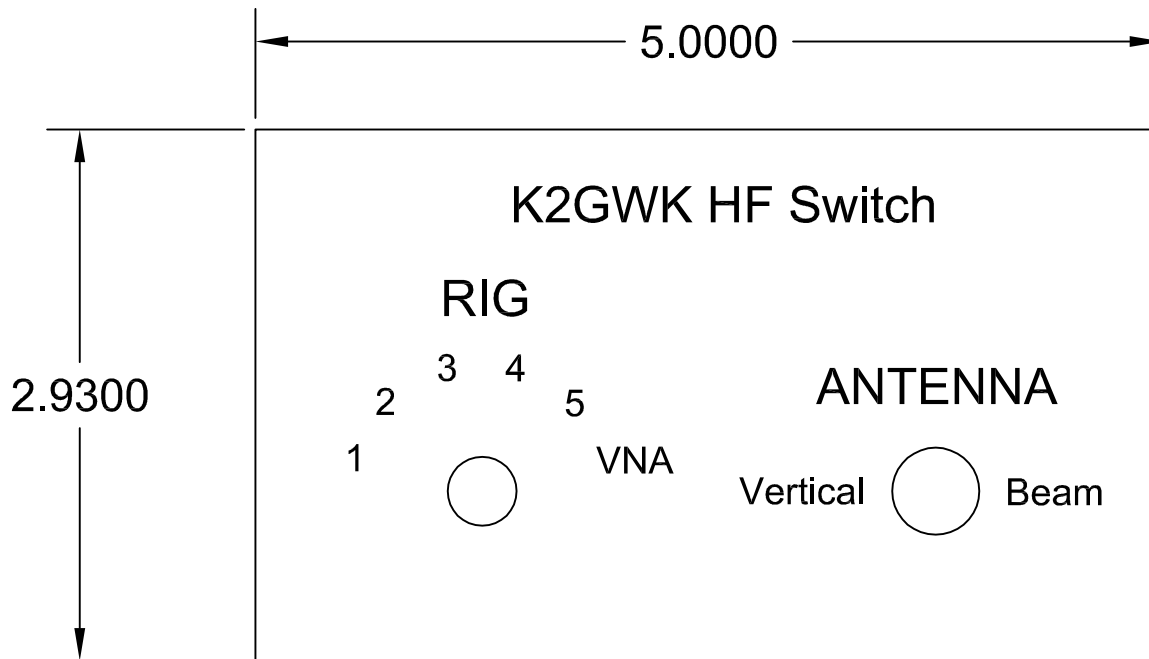 5.0000
K2GWK HF Switch
RIG
3 4
2.9300
2 5
ANTENNA
1 VNA
Vertical Beam